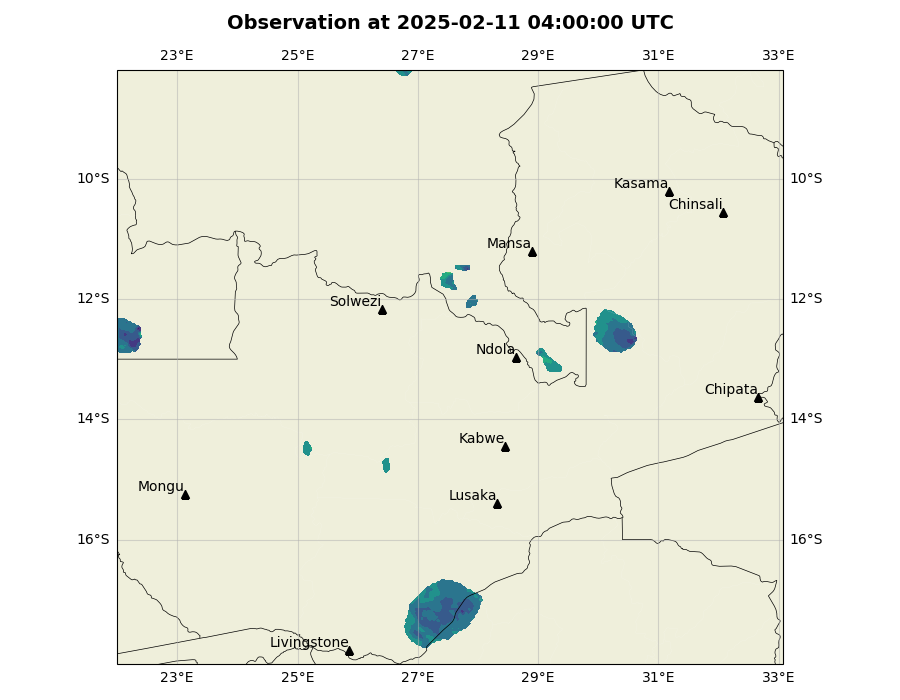 Observation at 2025-02-11 04:00:00 UTC
23°E 25°E 27°E 29°E 31°E 33°E
10°S 10°S
Kasama
Chinsali
Mansa
12°S 12°S
Solwezi
Ndola
Chipata
14°S 14°S
Kabwe
Mongu
Lusaka
16°S 16°S
Livingstone
23°E 25°E 27°E 29°E 31°E 33°E